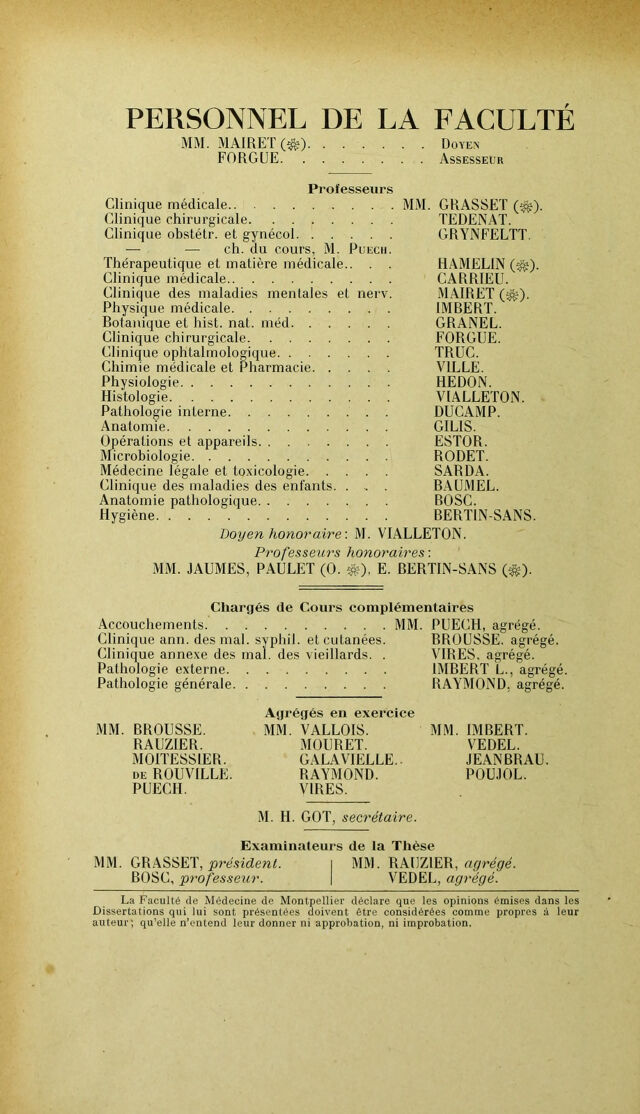 PERSONNEL DE LA FACULTÉ
MM. MAIRET (❀). . . . . . . Doyen
FORGUE. . . . . . . . Assesseur
Professeurs
Clinique médicale.. . . . . . . . . MM. GRASSET (❀).
Clinique chirurgicale. . . . . . . . TEDENAT.
Clinique obstétr. et gynécol. . . . . . GRYNFELTT.
— — ch. du cours, M. Puech.
Thérapeutique et matière médicale.. . . HAMELIN (❀).
Clinique médicale.. . . . . . . . . CARRIEU.
Clinique des maladies mentales et nerv. MAIRET (❀).
Physique médicale. . . . . . . . . IMBERT.
Botanique et hist. nat. méd. . . . . . GRANEL.
Clinique chirurgicale. . . . . . . . FORGUE.
Clinique ophtalmologique. . . . . . . TRUC.
Chimie médicale et Pharmacie. . . . . VILLE.
Physiologie. . . . . . . . . . . . HEDON.
Histologie. . . . . . . . . . . . VIALLETON.
Pathologie interne. . . . . . . . . DUCAMP.
Anatomie. . . . . . . . . . . . GILIS.
Opérations et appareils. . . . . . . ESTOR.
Microbiologie. . . . . . . . . . . RODET.
Médecine légale et toxicologie. . . . . SARDA.
Clinique des maladies des enfants. . . . BAUMEL.
Anatomie pathologique. . . . . . . . BOSC.
Hygiène. . . . . . . . . . . . . BERTIN-SANS.
Doyen honoraire: M. VIALLETON.
Professeurs honoraires:
MM. JAUMES, PAULET (O. ❀), E. BERTIN-SANS (❀).
Chargés de Cours complémentaires
Accouchements. . . . . . . . . . MM. PUECH, agrégé.
Clinique ann. des mal. syphil. et cutanées. BROUSSE. agrégé.
Clinique annexe des mal. des vieillards. . VIRES. agrégé.
Pathologie externe. . . . . . . . . IMBERT L., agrégé.
Pathologie générale. . . . . . . . . RAYMOND, agrégé.
Agrégés en exercice
MM. BROUSSE. MM. VALLOIS. MM. IMBERT.
RAUZIER. MOURET. VEDEL.
MOITESSIER. GALAVIELLE.. JEANBRAU.
DE ROUVILLE. RAYMOND. POUJOL.
PUECH. VIRES.
M. H. GOT, secrétaire.
Examinateurs de la Thèse
MM. GRASSET, président. MM. RAUZIER, agrégé.
BOSC, professeur. VEDEL, agrégé.
La Faculté de Médecine de Montpellier déclare que les opinions émises dans les
Dissertations qui lui sont présentées doivent être considérées comme propres à leur
auteur; qu'elle n'entend leur donner ni approbation, ni improbation.